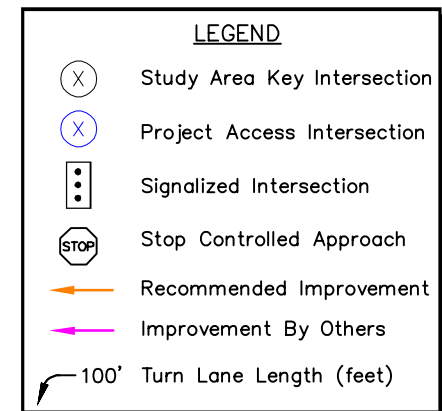 LEGEND
X Study Area Key Intersection
X Project Access Intersection
Signalized Intersection
STOP Stop Controlled Approach
Recommended Improvement
Improvement By Others
100' Turn Lane Length (feet)